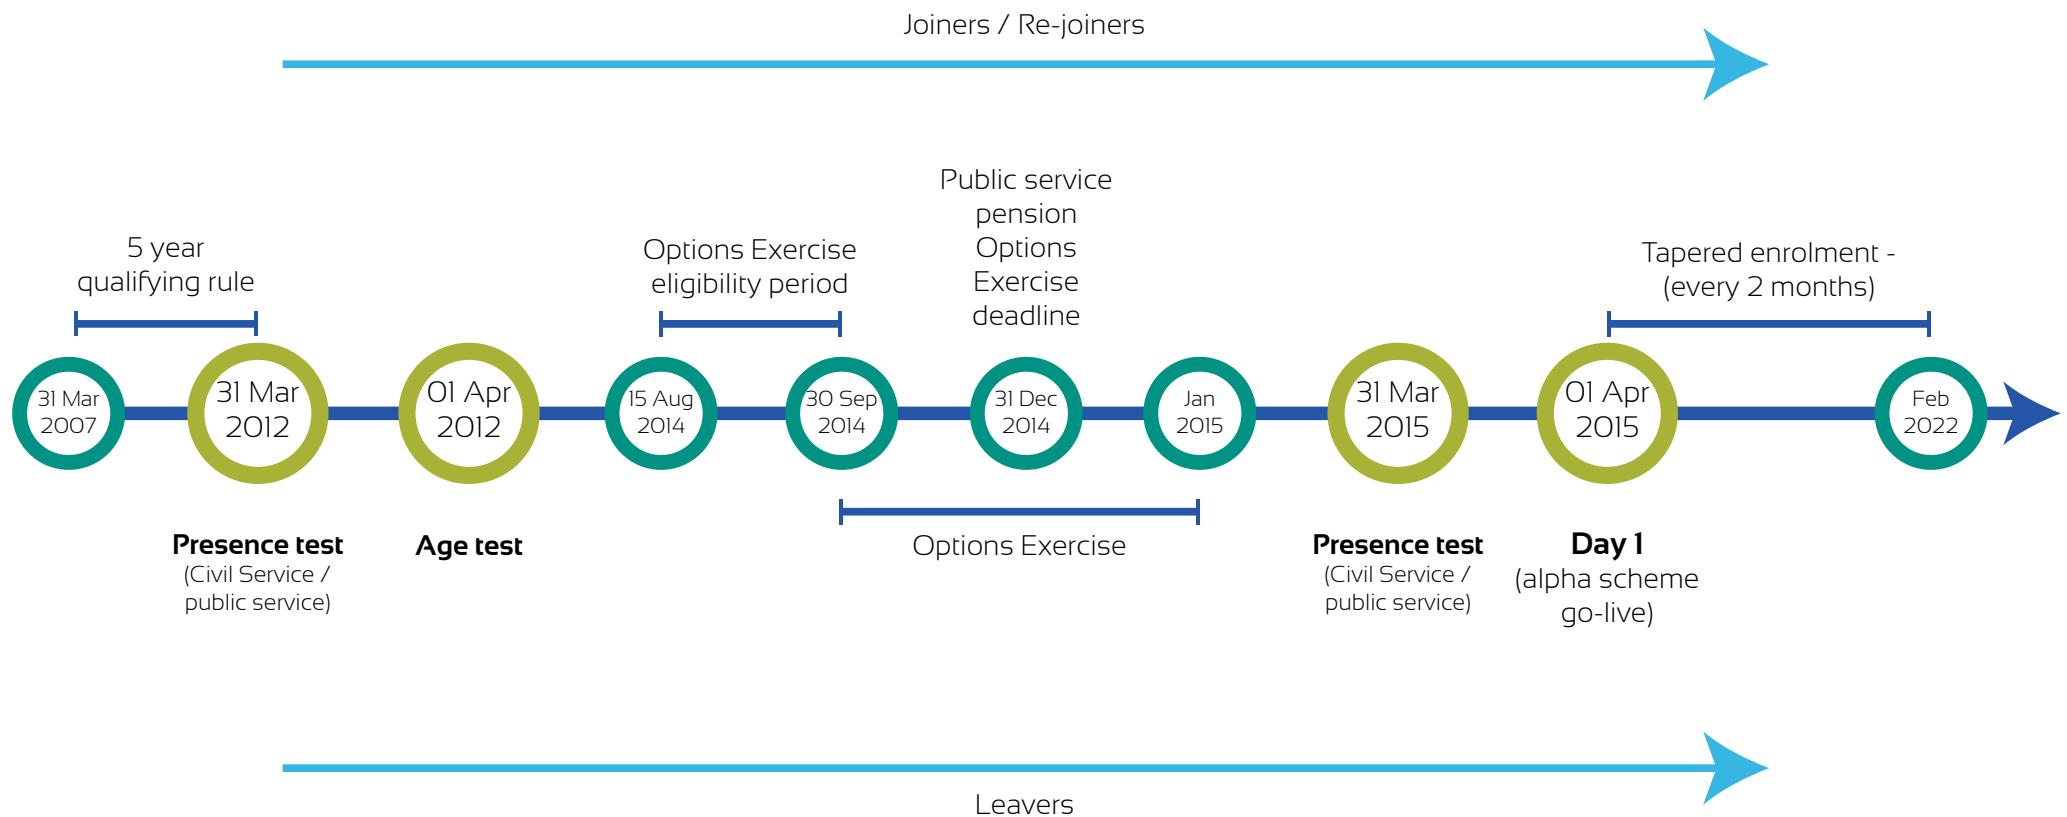 Joiners / Re-joiners
5 year
qualifying rule
Options Exercise
eligibility period
Public service
pension
Options
Exercise
deadline
Tapered enrolment -
(every 2 months)
31 Mar
2007
31 Mar
2012
01 Apr
2012
15 Aug
2014
30 Sep
2014
31 Dec
2014
Jan
2015
31 Mar
2015
01 Apr
2015
Feb
2022
Presence test
(Civil Service /
public service)
Age test
Options Exercise
Presence test
(Civil Service /
public service)
Day 1
(alpha scheme
go-live)
Leavers